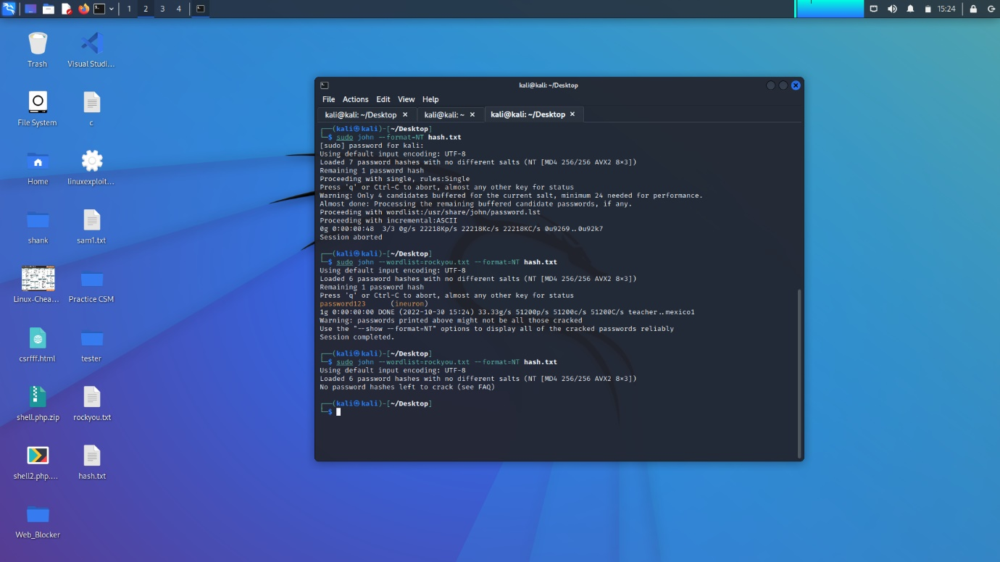 1 2 3 4
15:24
Trash
Visual Studi...
File System
c
Home
linuxexploit...
shank
sam1.txt
Linux-Chea...
Practice CSM
csrfff.html
tester
shell.php.zip
rockyou.txt
shell2.php....
hash.txt
Web_Blocker
kali@kali: ~/Desktop
File Actions Edit View Help
kali@kali: ~/Desktop × kali@kali: ~ × kali@kali: ~/Desktop ×
┌──(kali㉿kali)-[~/Desktop]
└─$ sudo john --format=NT hash.txt
[sudo] password for kali:
Using default input encoding: UTF-8
Loaded 7 password hashes with no different salts (NT [MD4 256/256 AVX2 8×3])
Remaining 1 password hash
Proceeding with single, rules:Single
Press 'q' or Ctrl-C to abort, almost any other key for status
Warning: Only 4 candidates buffered for the current salt, minimum 24 needed for performance.
Almost done: Processing the remaining buffered candidate passwords, if any.
Proceeding with wordlist:/usr/share/john/password.lst
Proceeding with incremental:ASCII
0g 0:00:00:48  3/3 0g/s 22218Kp/s 22218Kc/s 22218KC/s 0u9269..0u92k7
Session aborted
┌──(kali㉿kali)-[~/Desktop]
└─$ sudo john --wordlist=rockyou.txt --format=NT hash.txt
Using default input encoding: UTF-8
Loaded 6 password hashes with no different salts (NT [MD4 256/256 AVX2 8×3])
Remaining 1 password hash
Press 'q' or Ctrl-C to abort, almost any other key for status
password123      (ineuron)
1g 0:00:00:00 DONE (2022-10-30 15:24) 33.33g/s 51200p/s 51200c/s 51200C/s teacher..mexico1
Warning: passwords printed above might not be all those cracked
Use the "--show --format=NT" options to display all of the cracked passwords reliably
Session completed.
┌──(kali㉿kali)-[~/Desktop]
└─$ sudo john --wordlist=rockyou.txt --format=NT hash.txt
Using default input encoding: UTF-8
Loaded 6 password hashes with no different salts (NT [MD4 256/256 AVX2 8×3])
No password hashes left to crack (see FAQ)
┌──(kali㉿kali)-[~/Desktop]
└─$